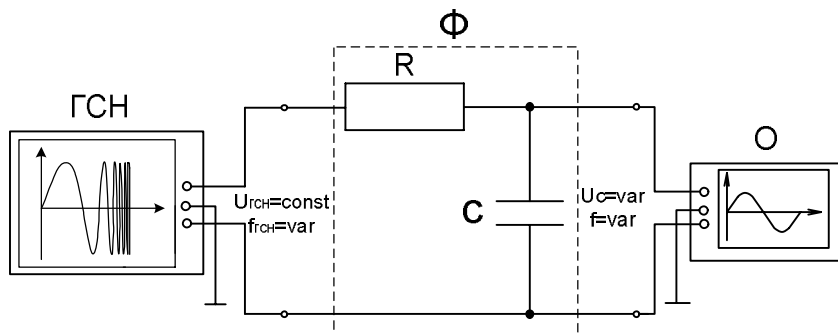 Ф
R
ГСН
О
UГСН=const
fГСН=var
C
UC=var
f=var